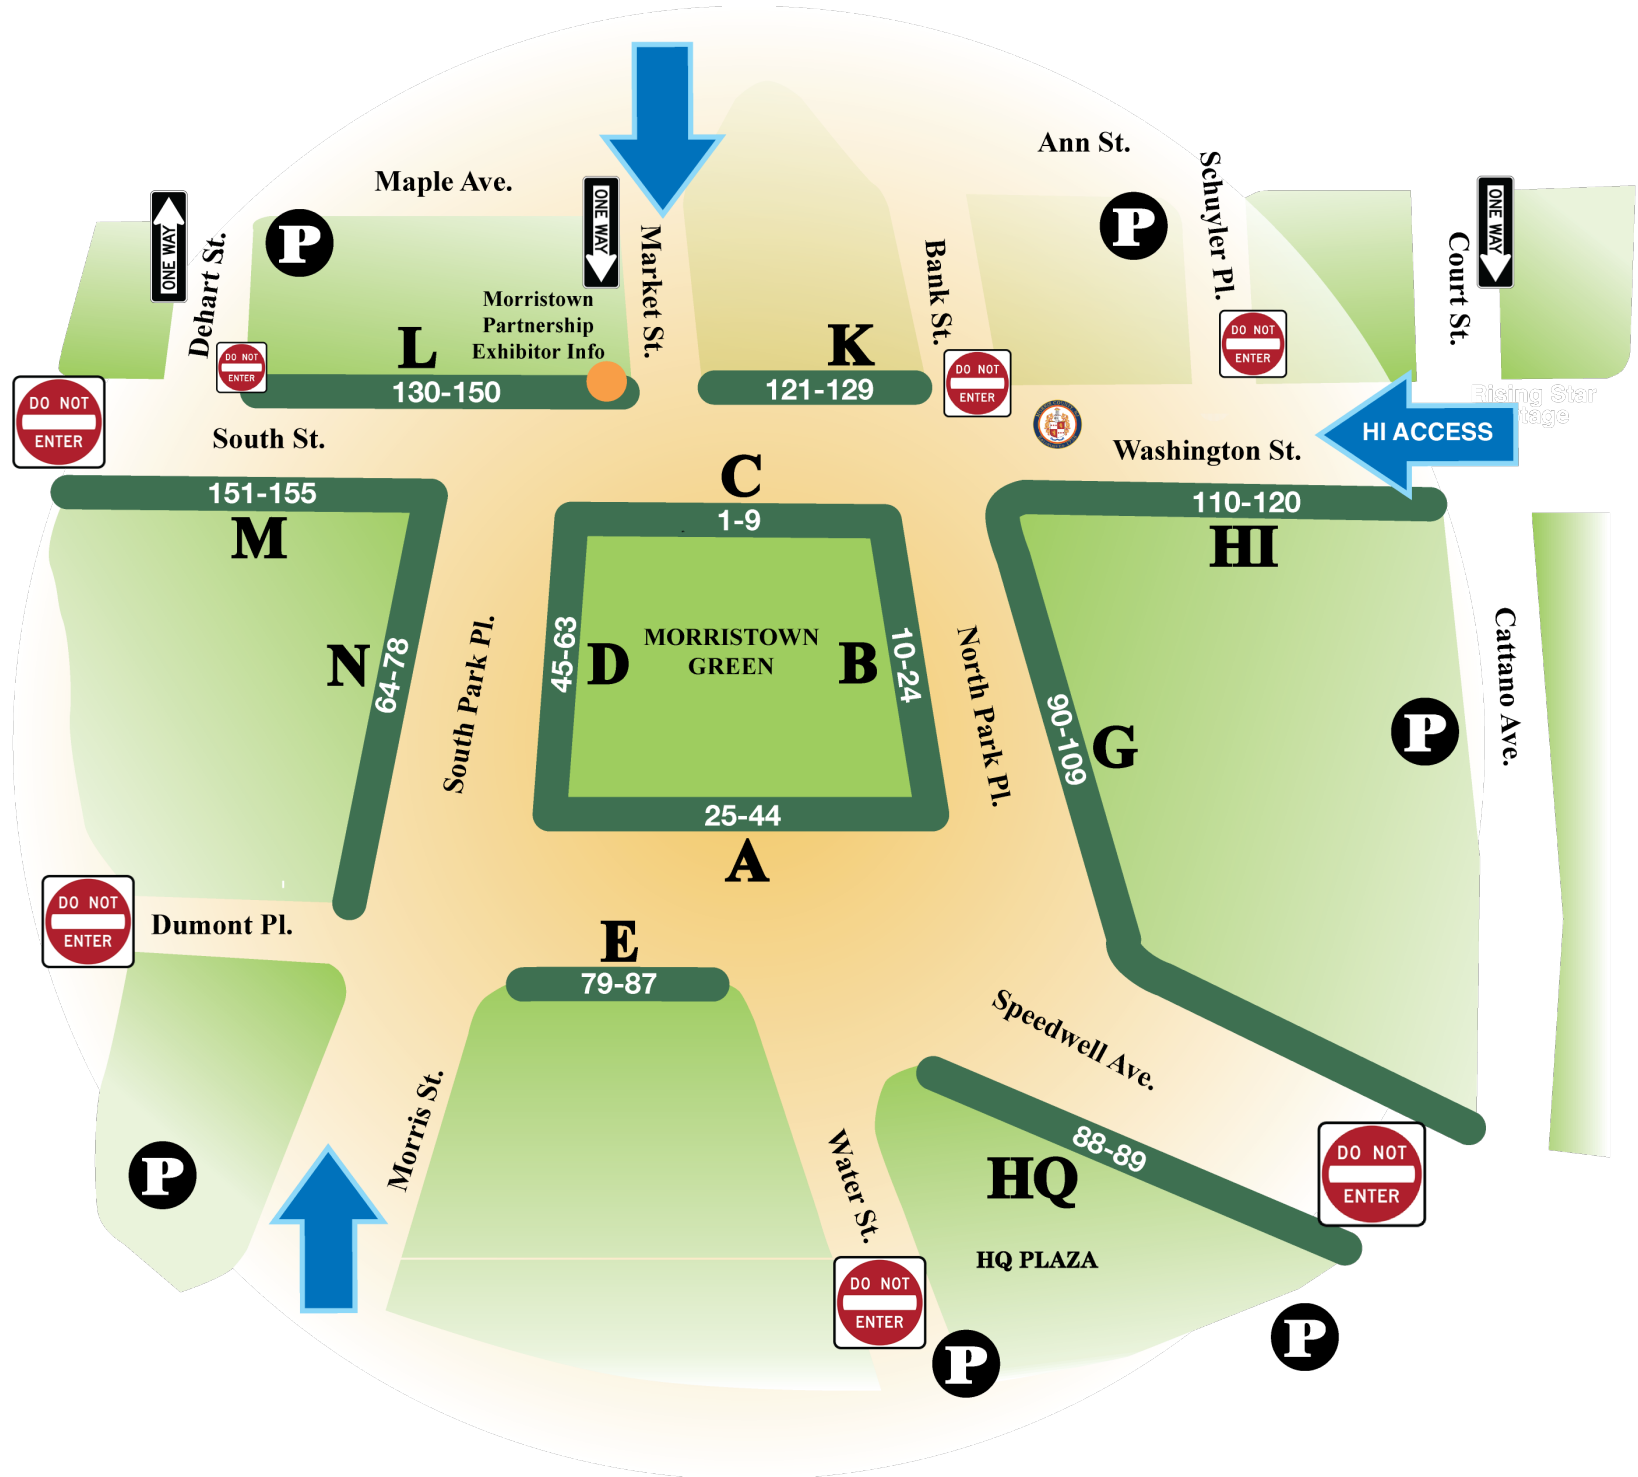 Ann St.
Maple Ave.
Schuyler Pl.
P
P
ONE WAY
ONE WAY
ONE WAY
Dehart St.
Market St.
Bank St.
Court St.
Morristown
Partnership
Exhibitor Info
DO NOT
ENTER
DO NOT
ENTER
DO NOT
ENTER
DO NOT
ENTER
L
130-150
K
121-129
Rising Star
Stage
South St.
HI ACCESS
Washington St.
151-155
M
C
1-9
110-120
HI
N
64-78
South Park Pl.
45-63
D
MORRISTOWN
GREEN
B
10-24
North Park Pl.
90-109
G
P
Cattano Ave.
25-44
A
DO NOT
ENTER
Dumont Pl.
E
79-87
Speedwell Ave.
Morris St.
P
Water St.
88-89
HQ
HQ PLAZA
DO NOT
ENTER
DO NOT
ENTER
P
P